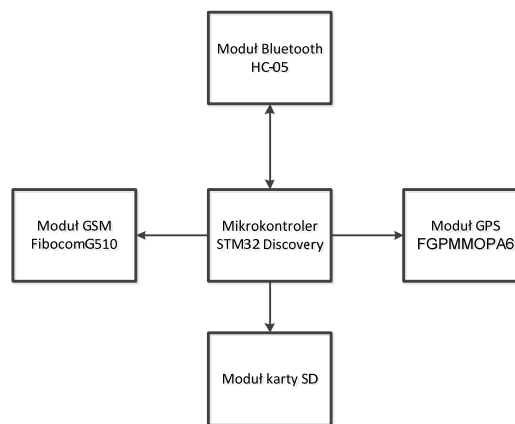 Moduł Bluetooth
HC-05
Moduł GSM
FibocomG510
Mikrokontroler
STM32 Discovery
Moduł GPS
FGPMMOPA6
Moduł karty SD